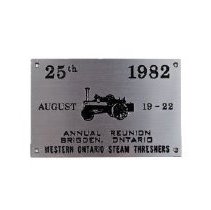 25th 1982
AUGUST 19-22
ANNUAL REUNION
BRIGDEN, ONTARIO
WESTERN ONTARIO STEAM THRESHERS